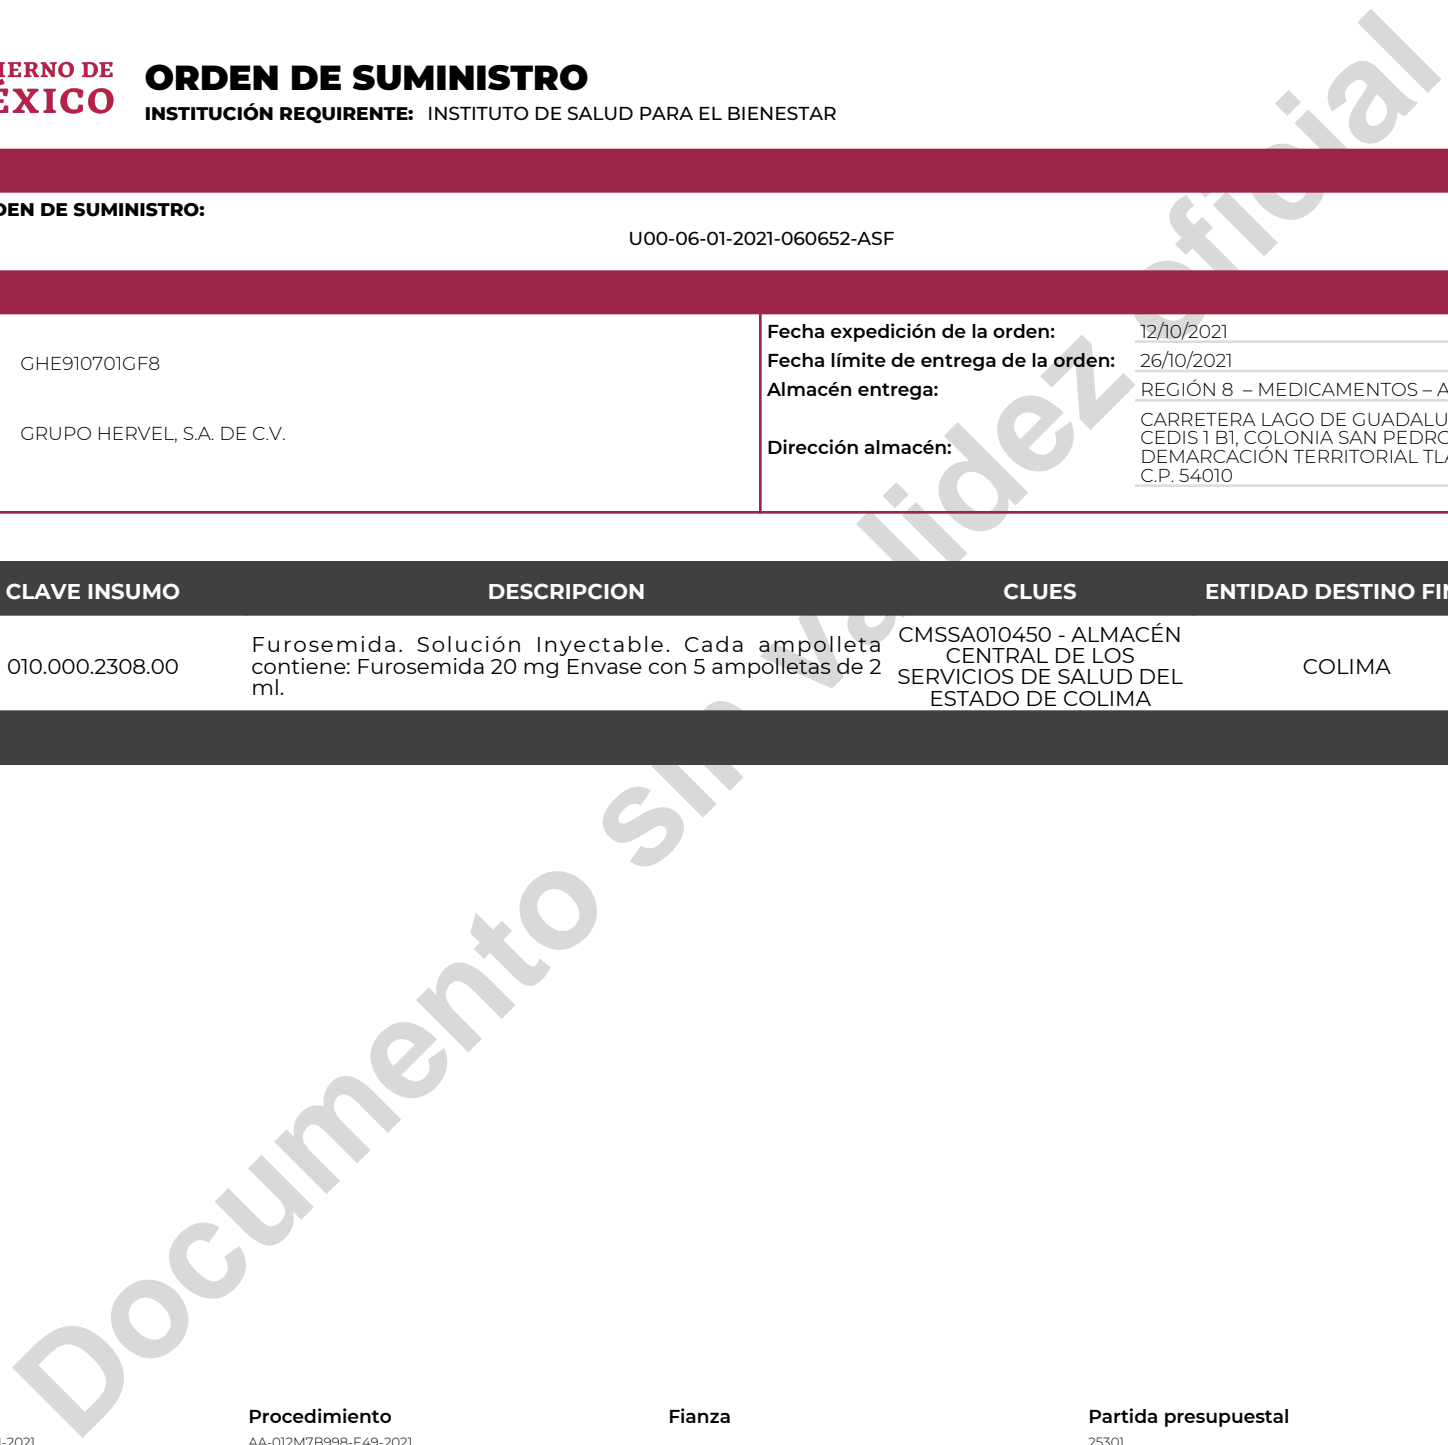 IERNO DE
ÉXICO
ORDEN DE SUMINISTRO
INSTITUCIÓN REQUIRENTE: INSTITUTO DE SALUD PARA EL BIENESTAR
DEN DE SUMINISTRO:
U00-06-01-2021-060652-ASF
GHE910701GF8
GRUPO HERVEL, S.A. DE C.V.
Fecha expedición de la orden: 12/10/2021
Fecha límite de entrega de la orden: 26/10/2021
Almacén entrega: REGIÓN 8 – MEDICAMENTOS – A
Dirección almacén:
CARRETERA LAGO DE GUADALU
CEDIS 1 B1, COLONIA SAN PEDRO
DEMARCACIÓN TERRITORIAL TLA
C.P. 54010
CLAVE INSUMO DESCRIPCION CLUES ENTIDAD DESTINO FIN
010.000.2308.00
Furosemida. Solución Inyectable. Cada ampolleta
contiene: Furosemida 20 mg Envase con 5 ampolletas de 2
ml.
CMSSA010450 - ALMACÉN
CENTRAL DE LOS
SERVICIOS DE SALUD DEL
ESTADO DE COLIMA
COLIMA
Documento sin validez oficial
Procedimiento Fianza Partida presupuestal
-2021 AA-012M7B998-E49-2021 25301